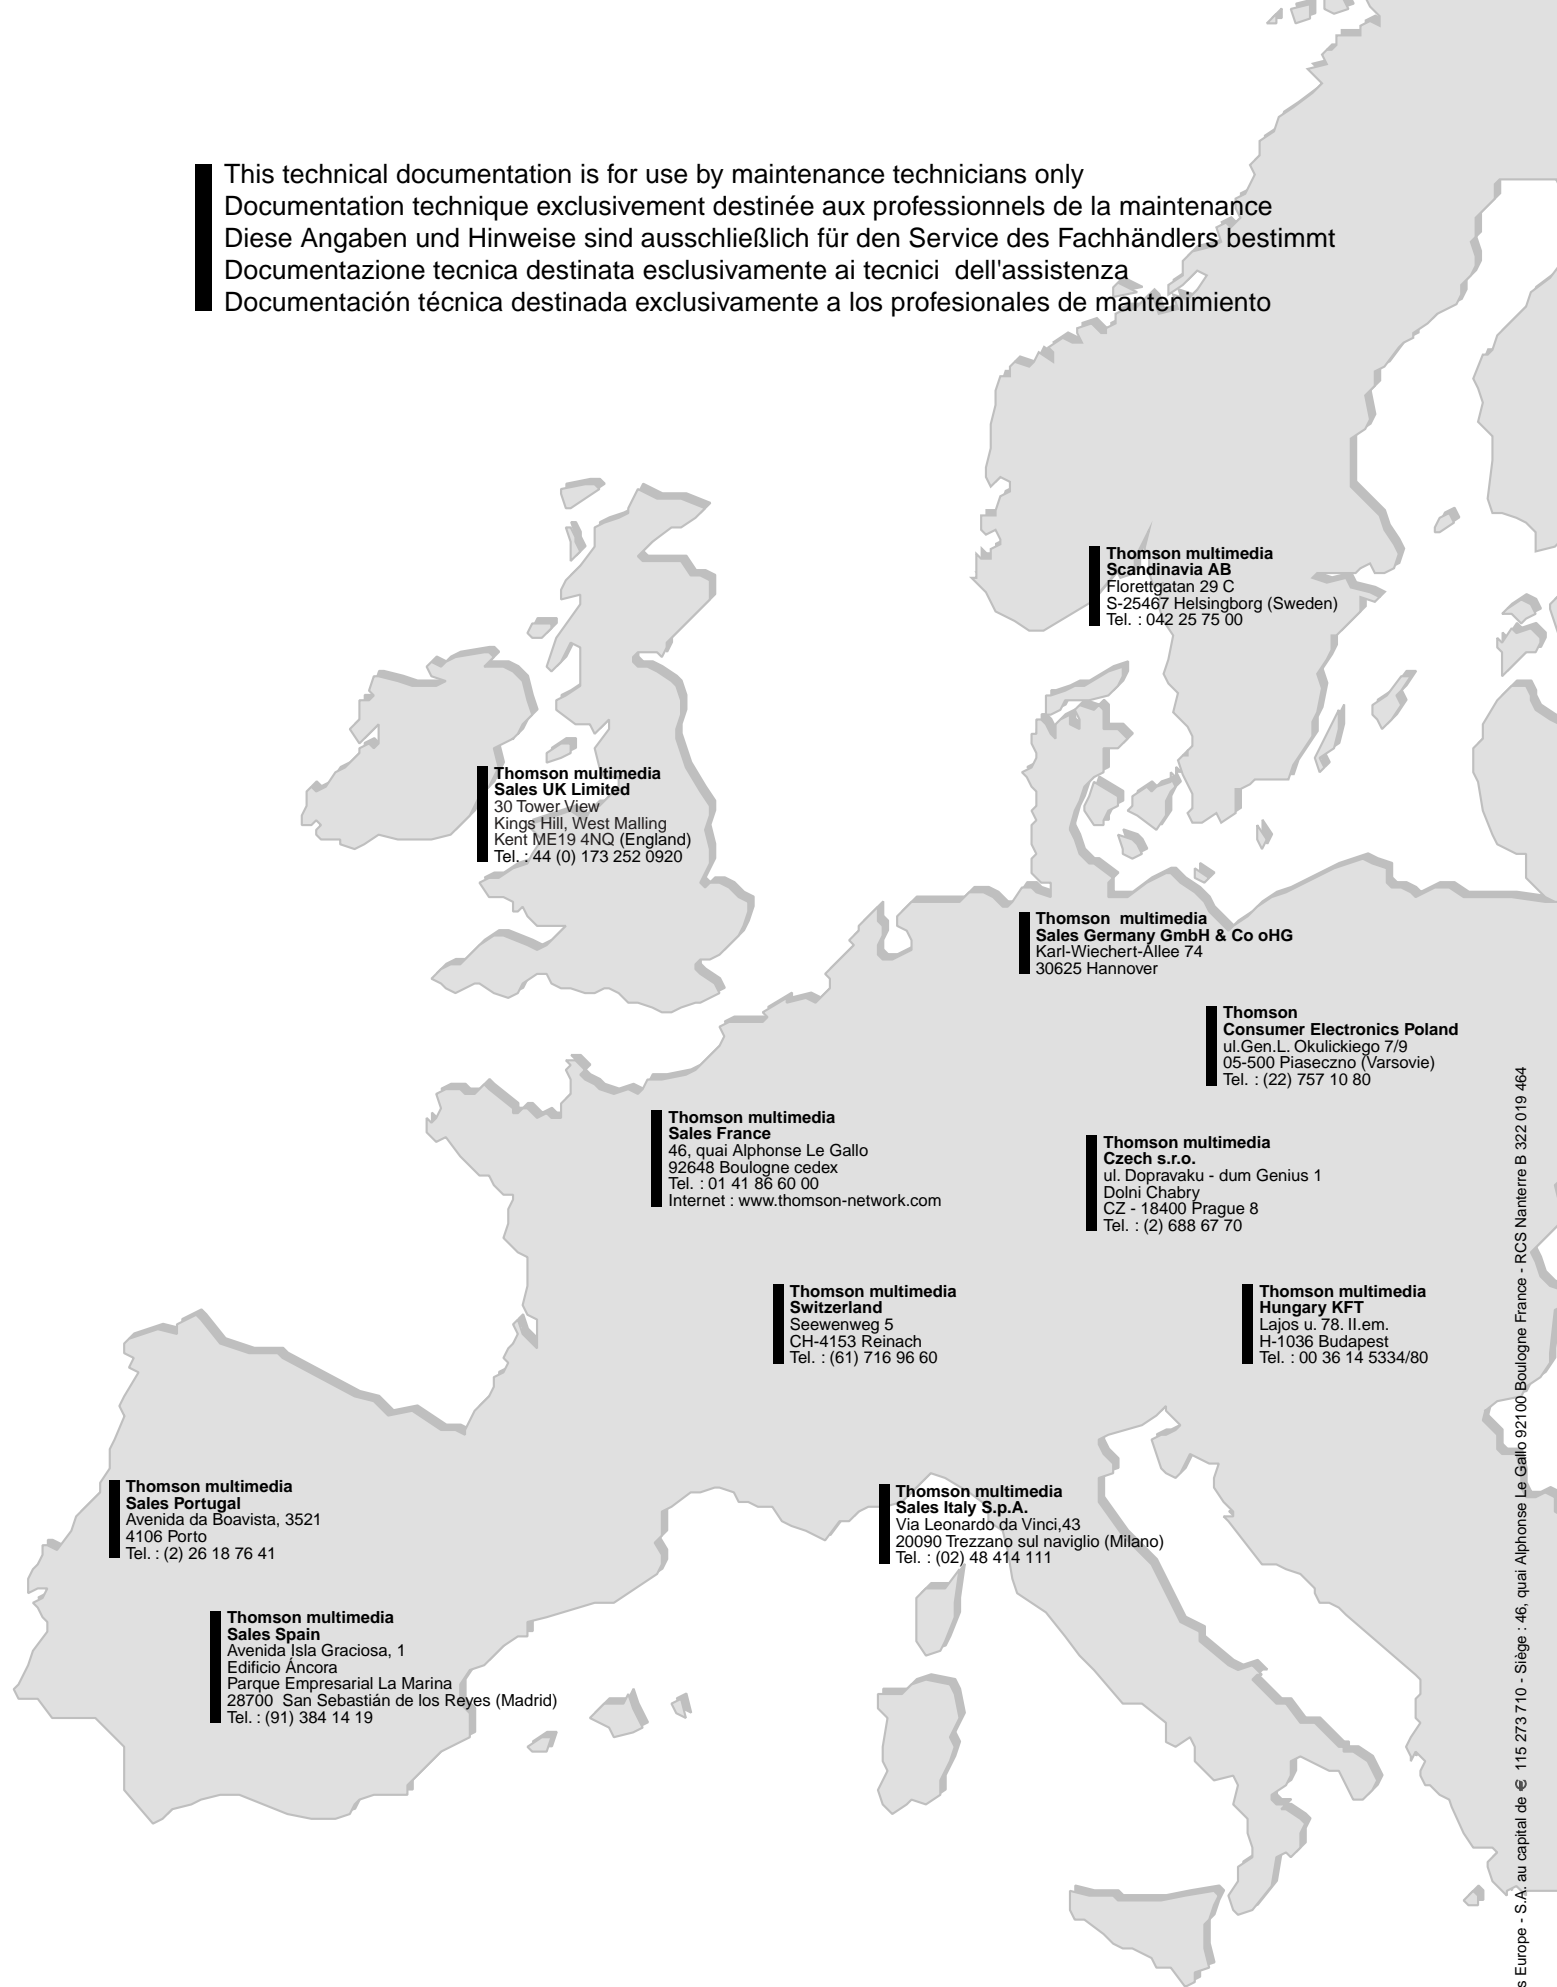 This technical documentation is for use by maintenance technicians only
Documentation technique exclusivement destinée aux professionnels de la maintenance
Diese Angaben und Hinweise sind ausschließlich für den Service des Fachhändlers bestimmt
Documentazione tecnica destinata esclusivamente ai tecnici dell'assistenza
Documentación técnica destinada exclusivamente a los profesionales de mantenimiento
Thomson multimedia
Scandinavia AB
Florettgatan 29 C
S-25467 Helsingborg (Sweden)
Tel. : 042 25 75 00
Thomson multimedia
Sales UK Limited
30 Tower View
Kings Hill, West Malling
Kent ME19 4NQ (England)
Tel. : 44 (0) 173 252 0920
Thomson multimedia
Sales Germany GmbH & Co oHG
Karl-Wiechert-Allee 74
30625 Hannover
Thomson
Consumer Electronics Poland
ul.Gen.L. Okulickiego 7/9
05-500 Piaseczno (Varsovie)
Tel. : (22) 757 10 80
Thomson multimedia
Sales France
46, quai Alphonse Le Gallo
92648 Boulogne cedex
Tel. : 01 41 86 60 00
Internet : www.thomson-network.com
Thomson multimedia
Czech s.r.o.
ul. Dopravaku - dum Genius 1
Dolni Chabry
CZ - 18400 Prague 8
Tel. : (2) 688 67 70
Thomson multimedia
Switzerland
Seewenweg 5
CH-4153 Reinach
Tel. : (61) 716 96 60
Thomson multimedia
Hungary KFT
Lajos u. 78. II.em.
H-1036 Budapest
Tel. : 00 36 14 5334/80
Thomson multimedia
Sales Portugal
Avenida da Boavista, 3521
4106 Porto
Tel. : (2) 26 18 76 41
Thomson multimedia
Sales Italy S.p.A.
Via Leonardo da Vinci,43
20090 Trezzano sul naviglio (Milano)
Tel. : (02) 48 414 111
Thomson multimedia
Sales Spain
Avenida Isla Graciosa, 1
Edificio Áncora
Parque Empresarial La Marina
28700 San Sebastián de los Reyes (Madrid)
Tel. : (91) 384 14 19
s Europe - S.A. au capital de € 115 273 710 - Siège : 46, quai Alphonse Le Gallo 92100 Boulogne France - RCS Nanterre B 322 019 464